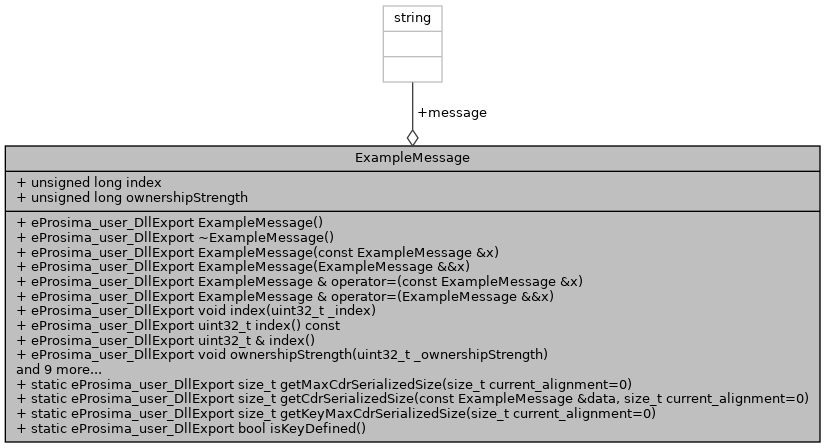 string
+message
ExampleMessage
+ unsigned long index
+ unsigned long ownershipStrength
+ eProsima_user_DllExport ExampleMessage()
+ eProsima_user_DllExport ~ExampleMessage()
+ eProsima_user_DllExport ExampleMessage(const ExampleMessage &x)
+ eProsima_user_DllExport ExampleMessage(ExampleMessage &&x)
+ eProsima_user_DllExport ExampleMessage & operator=(const ExampleMessage &x)
+ eProsima_user_DllExport ExampleMessage & operator=(ExampleMessage &&x)
+ eProsima_user_DllExport void index(uint32_t _index)
+ eProsima_user_DllExport uint32_t index() const
+ eProsima_user_DllExport uint32_t & index()
+ eProsima_user_DllExport void ownershipStrength(uint32_t _ownershipStrength)
and 9 more...
+ static eProsima_user_DllExport size_t getMaxCdrSerializedSize(size_t current_alignment=0)
+ static eProsima_user_DllExport size_t getCdrSerializedSize(const ExampleMessage &data, size_t current_alignment=0)
+ static eProsima_user_DllExport size_t getKeyMaxCdrSerializedSize(size_t current_alignment=0)
+ static eProsima_user_DllExport bool isKeyDefined()